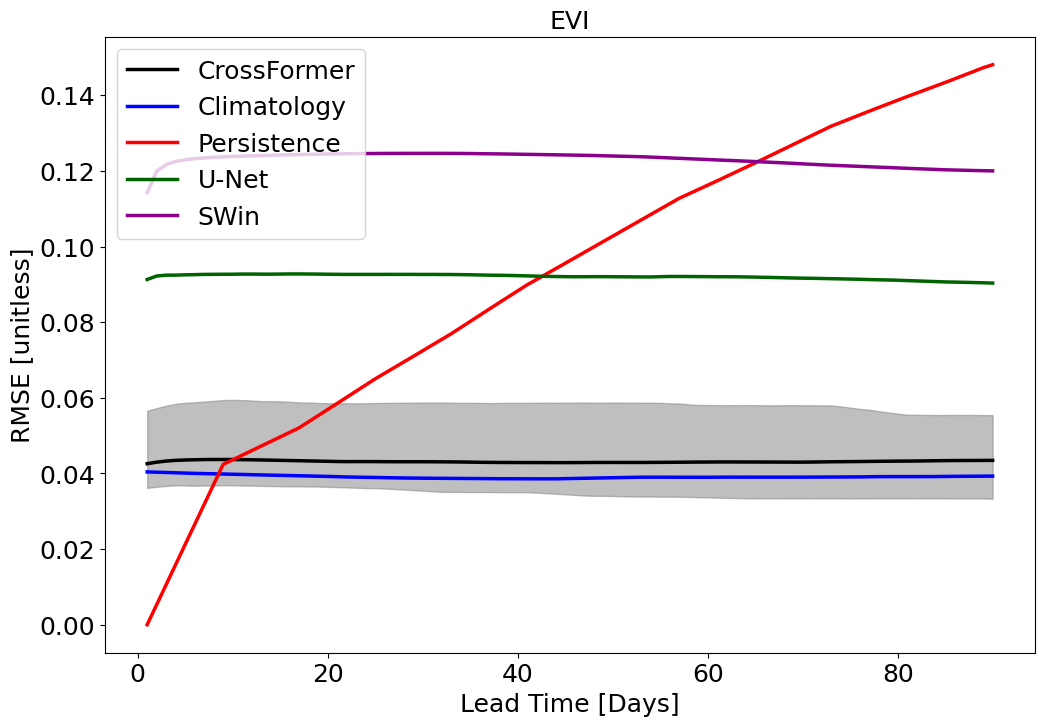 EVI
CrossFormer
Climatology
Persistence
U-Net
SWin
RMSE [unitless]
0.14
0.12
0.10
0.08
0.06
0.04
0.02
0.00
0 20 40 60 80
Lead Time [Days]